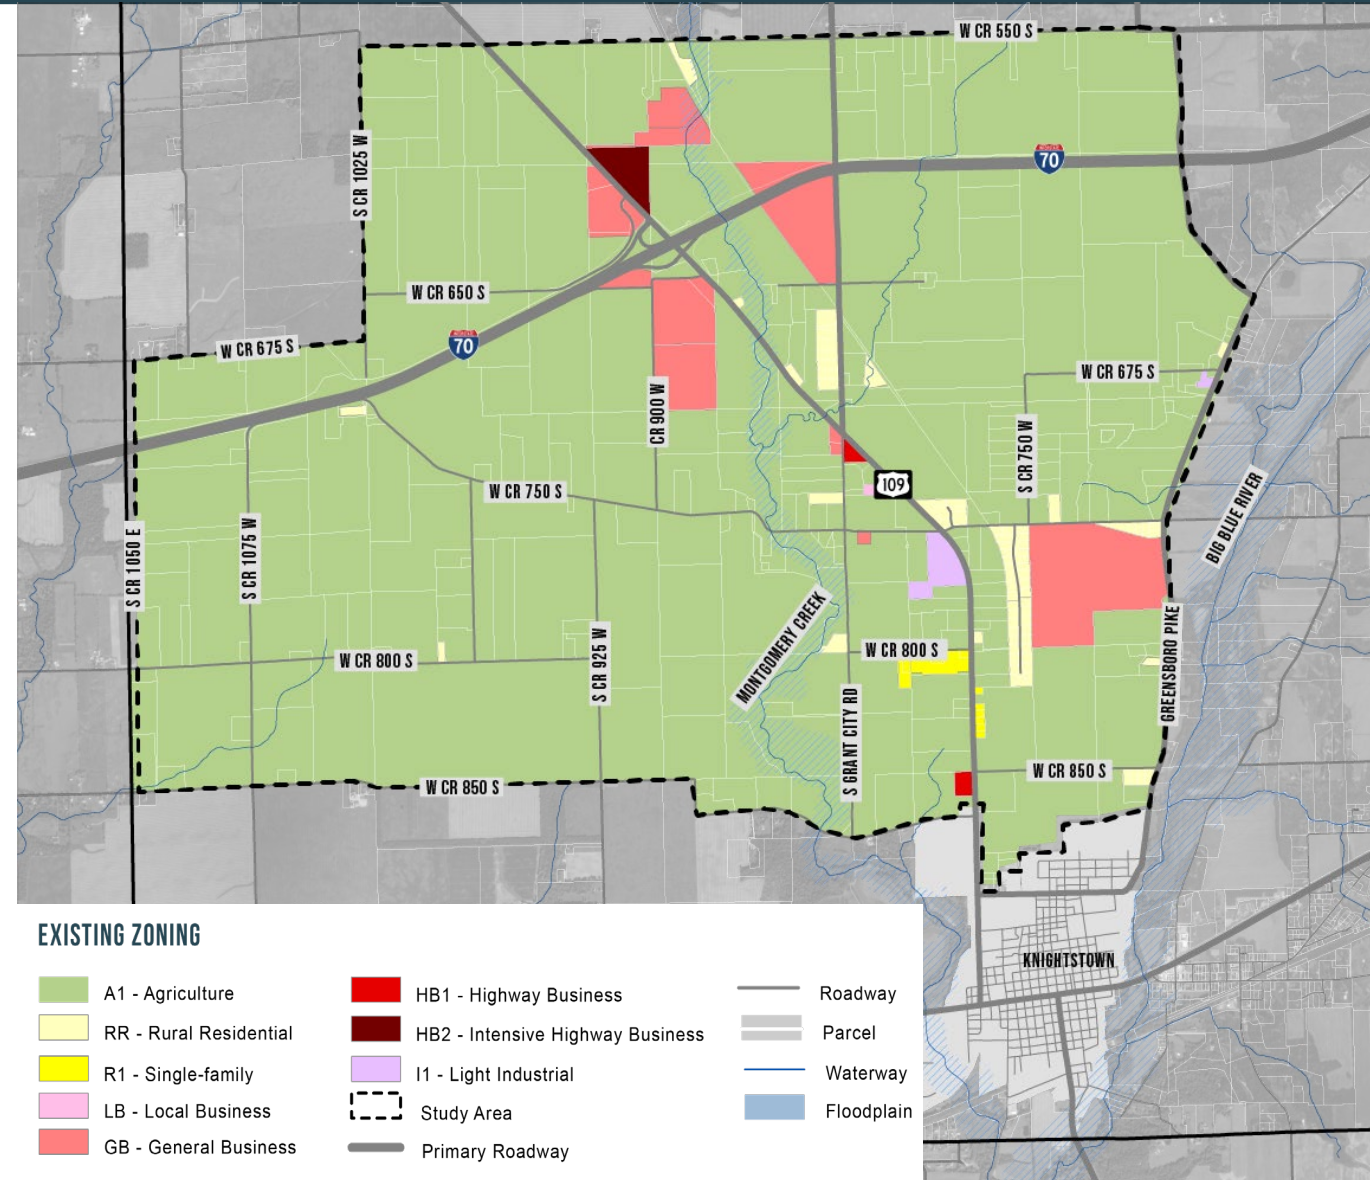 W CR 550 S
S CR 1025 W
70
W CR 650 S
W CR 675 S
70
W CR 675 S
CR 900 W
S CR 750 W
109
W CR 750 S
BIG BLUE RIVER
S CR 1050 E
S CR 1075 W
MONTGOMERY CREEK
W CR 800 S
W CR 800 S
S CR 925 W
GREENSBORO PIKE
S GRANT CITY RD
W CR 850 S
W CR 850 S
KNIGHTSTOWN
EXISTING ZONING
A1 - Agriculture
RR - Rural Residential
R1 - Single-family
LB - Local Business
GB - General Business
HB1 - Highway Business
HB2 - Intensive Highway Business
I1 - Light Industrial
Study Area
Primary Roadway
Roadway
Parcel
Waterway
Floodplain